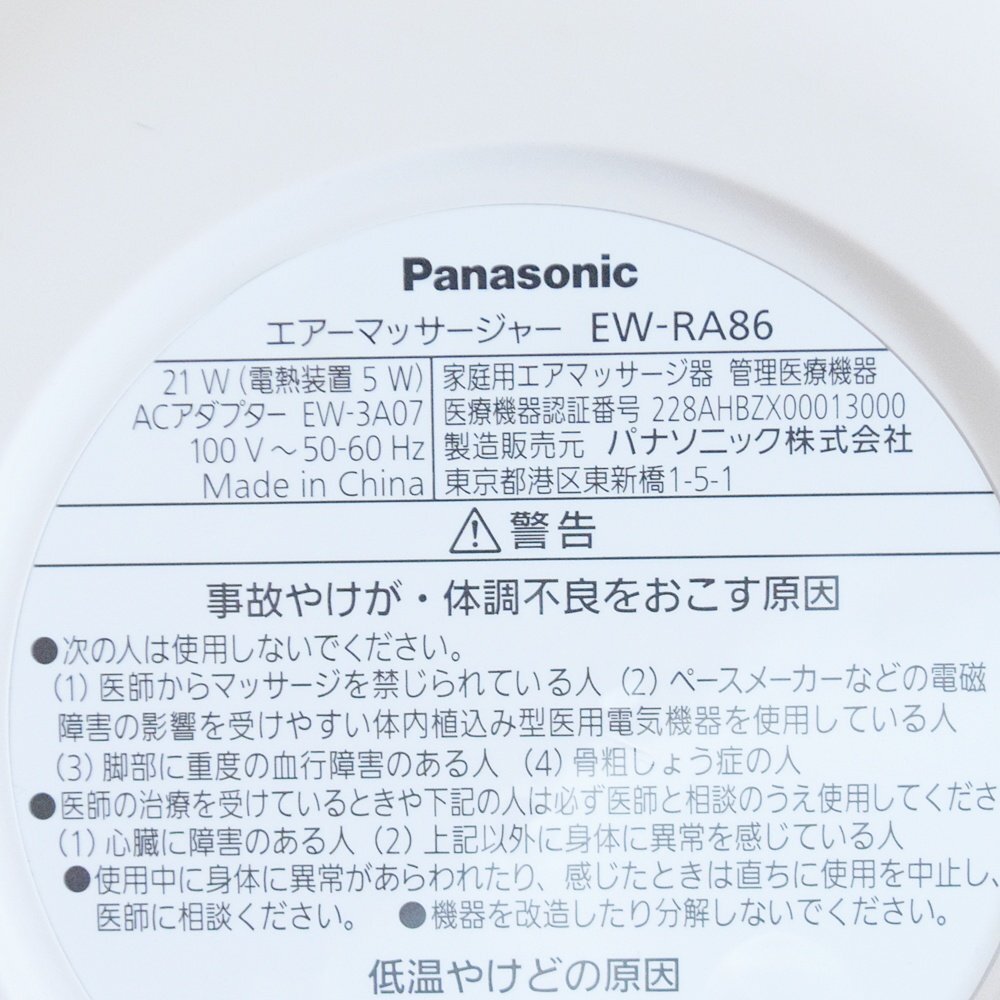 Panasonic
エアーマッサージャー EW-RA86
21 W (電熱装置 5 W)
ACアダプター EW-3A07
100 V ~ 50-60 Hz
Made in China
家庭用エアマッサージ器 管理医療機器
医療機器認証番号 228AHBZX00013000
製造販売元 パナソニック株式会社
東京都港区東新橋1-5-1
⚠警告
事故やけが・体調不良をおこす原因
●次の人は使用しないでください。
(1) 医師からマッサージを禁じられている人 (2) ペースメーカーなどの電磁
障害の影響を受けやすい体内植込み型医用電気機器を使用している人
(3) 脚部に重度の血行障害のある人 (4) 骨粗しょう症の人
●医師の治療を受けているときや下記の人は必ず医師と相談のうえ使用してくださ
(1) 心臓に障害のある人 (2) 上記以外に身体に異常を感じている人
●使用中に身体に異常があらわれたり、感じたときは直ちに使用を中止し、
医師に相談ください。 ●機器を改造したり分解しないでください。
低温やけどの原因